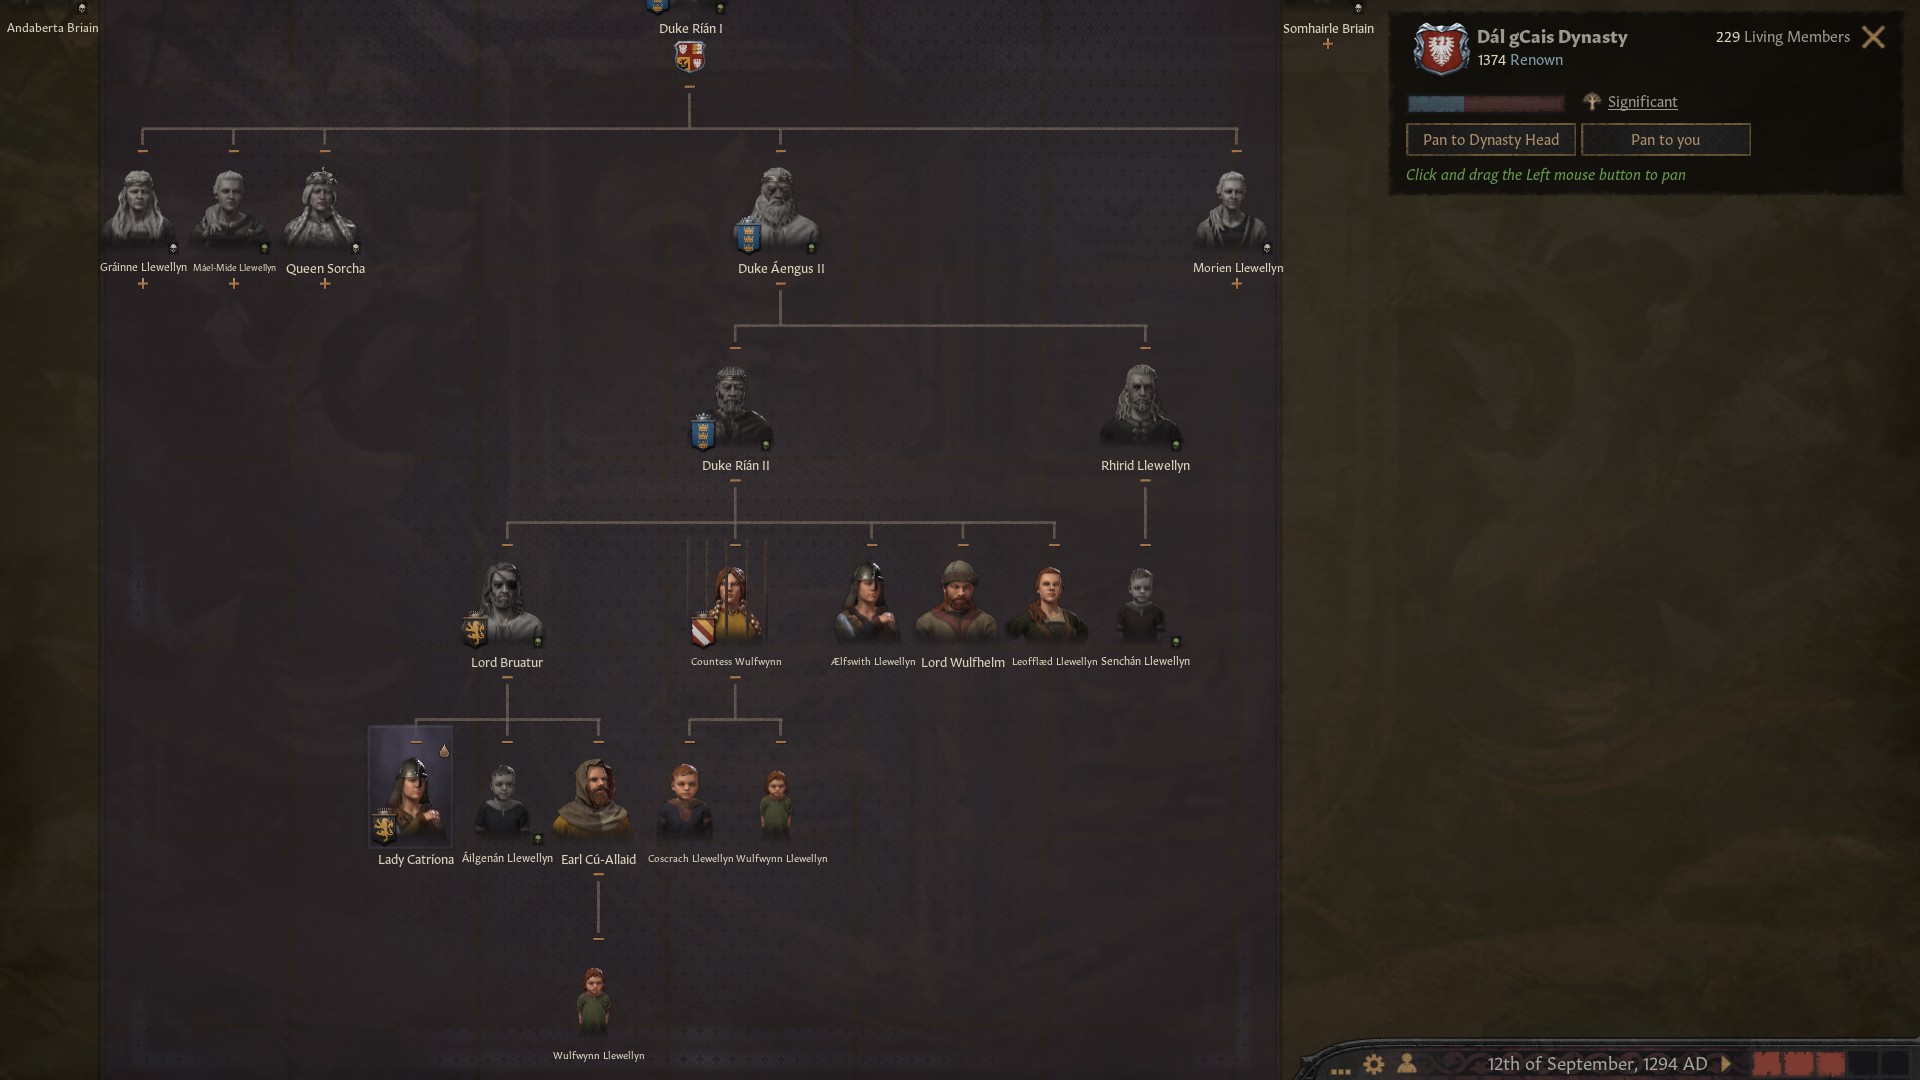 Andaberta Briain
Duke Ríán I
Somhairle Briain
Dál gCais Dynasty
229 Living Members
1374 Renown
Significant
Pan to Dynasty Head
Pan to you
Click and drag the Left mouse button to pan
Gráinne Llewellyn
Máel-Mide Llewellyn
Queen Sorcha
Duke Áengus II
Morien Llewellyn
Duke Ríán II
Rhirid Llewellyn
Lord Bruatur
Countess Wulfwynn
Ælfswith Llewellyn
Lord Wulfhelm
Leofflæd Llewellyn
Senchán Llewellyn
Lady Catríona
Áilgenán Llewellyn
Earl Cú-Allaid
Coscrach Llewellyn
Wulfwynn Llewellyn
Wulfwynn Llewellyn
12th of September, 1294 AD